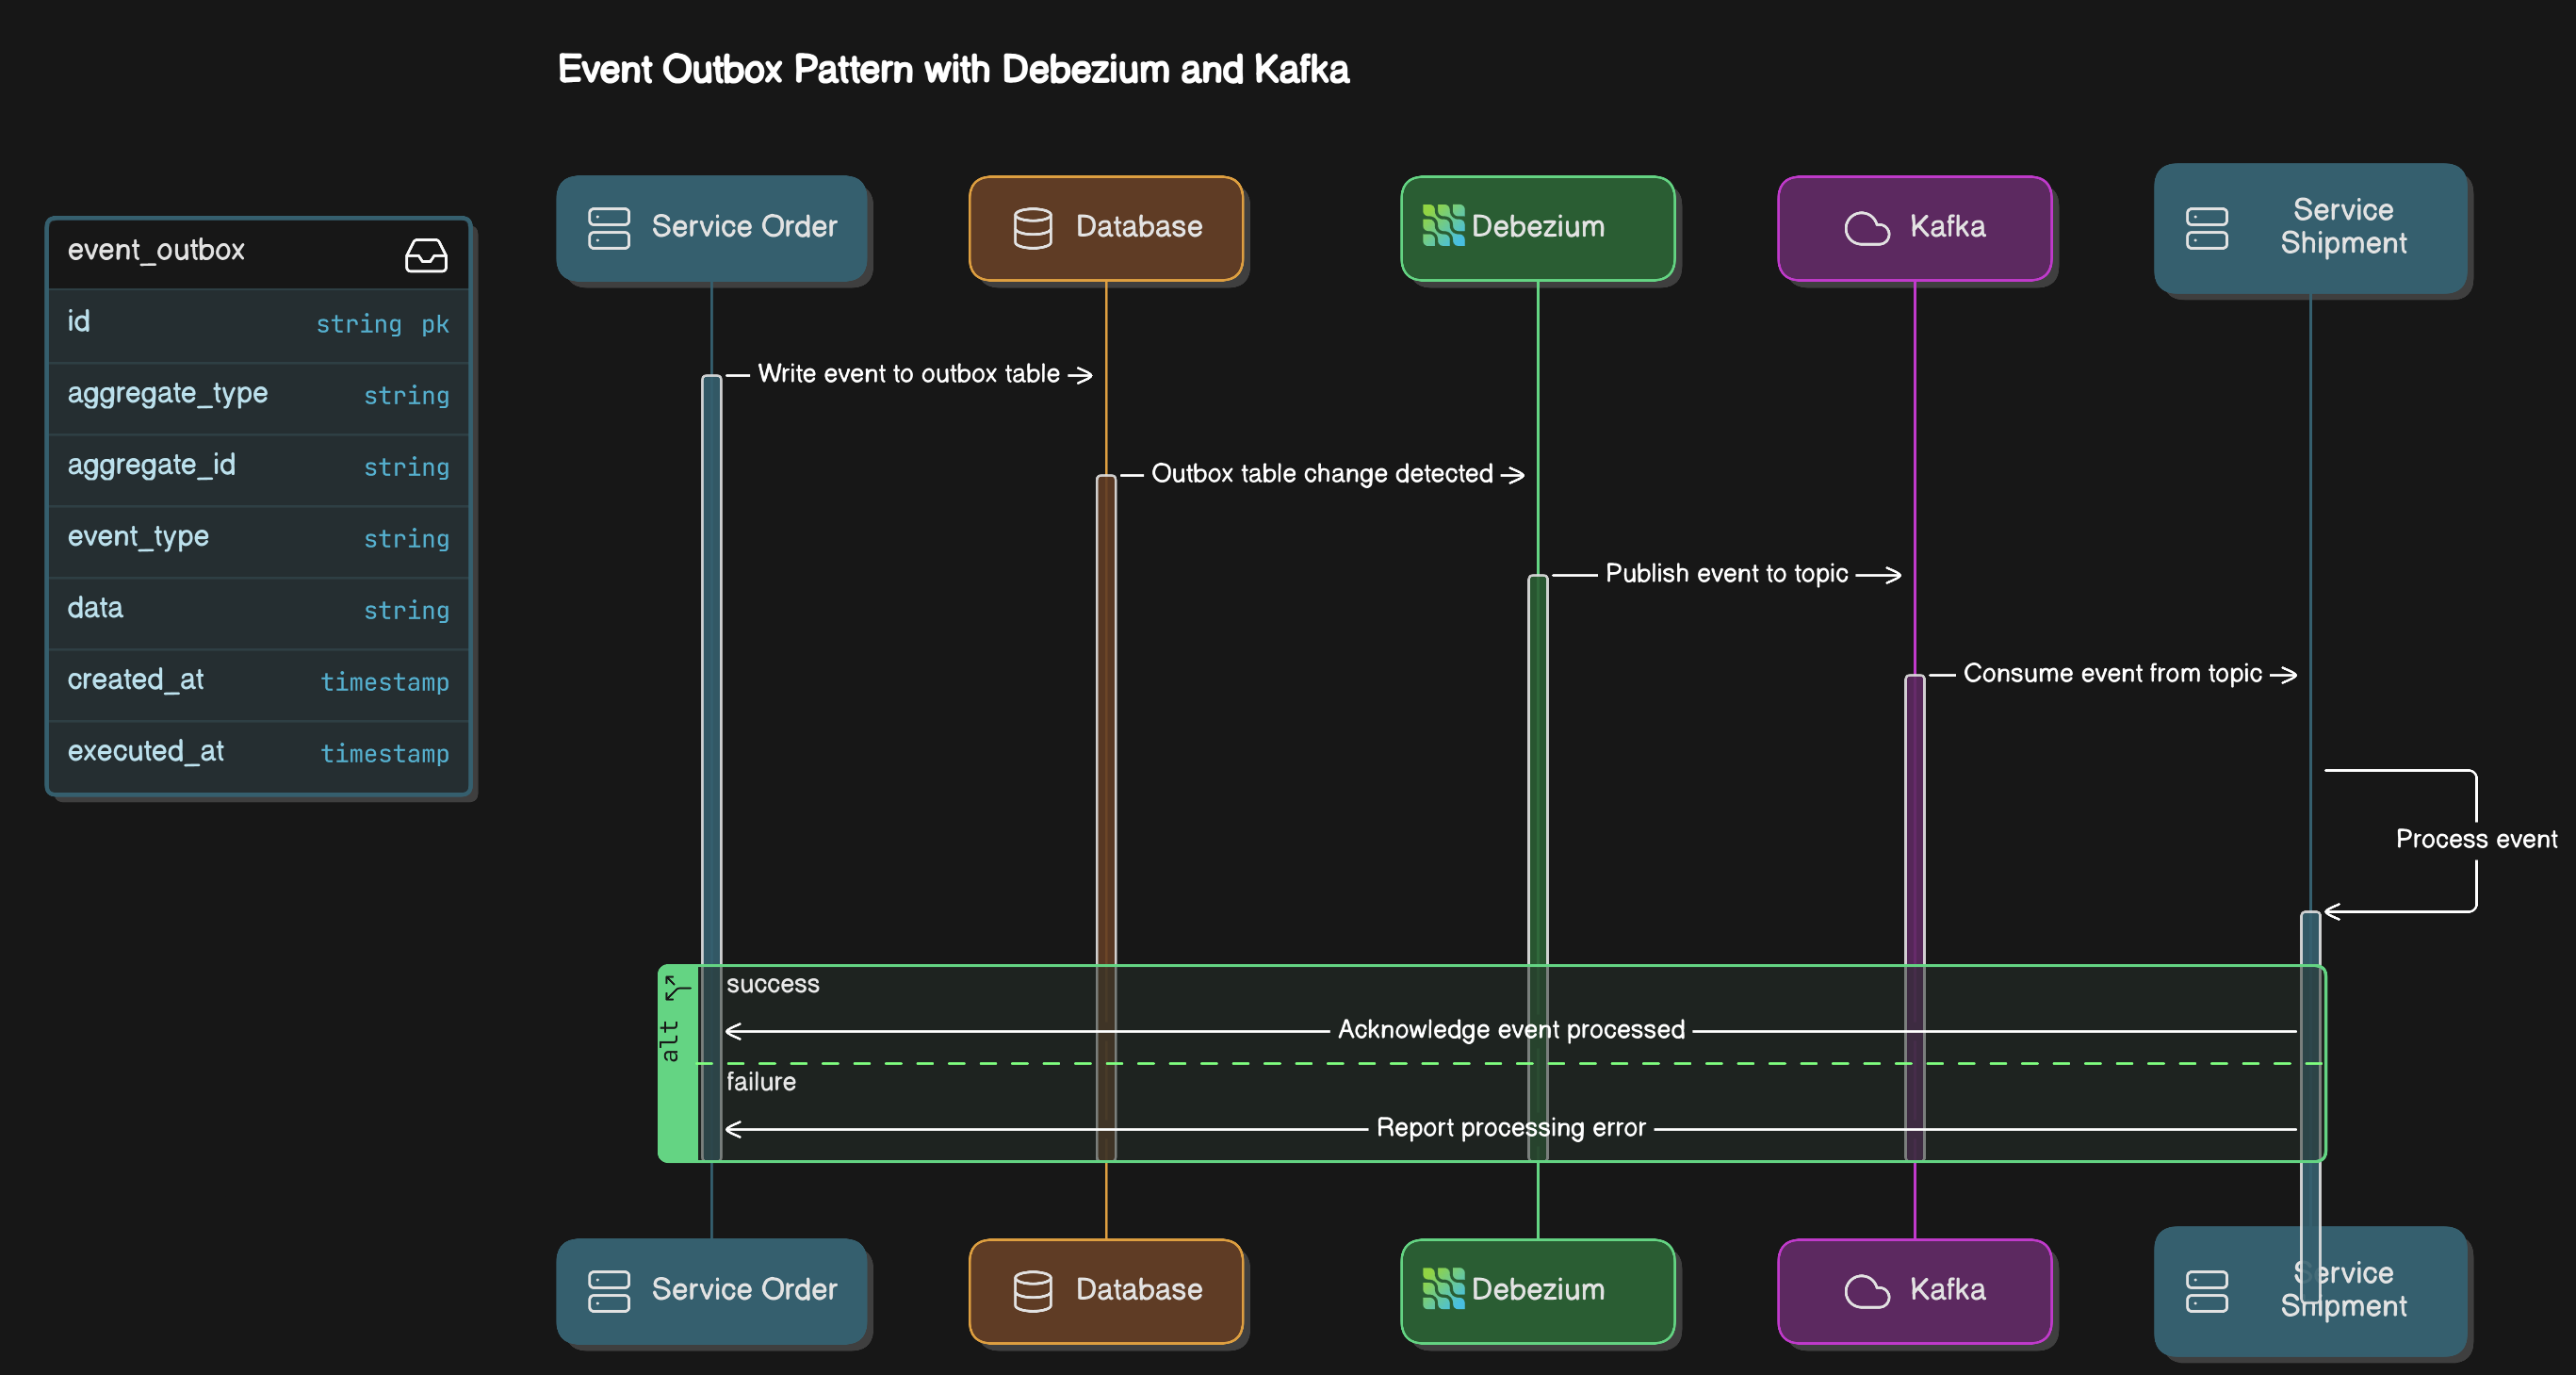 Event Outbox Pattern with Debezium and Kafka
event_outbox
id string pk
aggregate_type string
aggregate_id string
event_type string
data string
created_at timestamp
executed_at timestamp
Service Order
Database
Debezium
Kafka
Service
Shipment
Write event to outbox table
Outbox table change detected
Publish event to topic
Consume event from topic
Process event
alt
success
Acknowledge event processed
failure
Report processing error
Service Order
Database
Debezium
Kafka
Service
Shipment